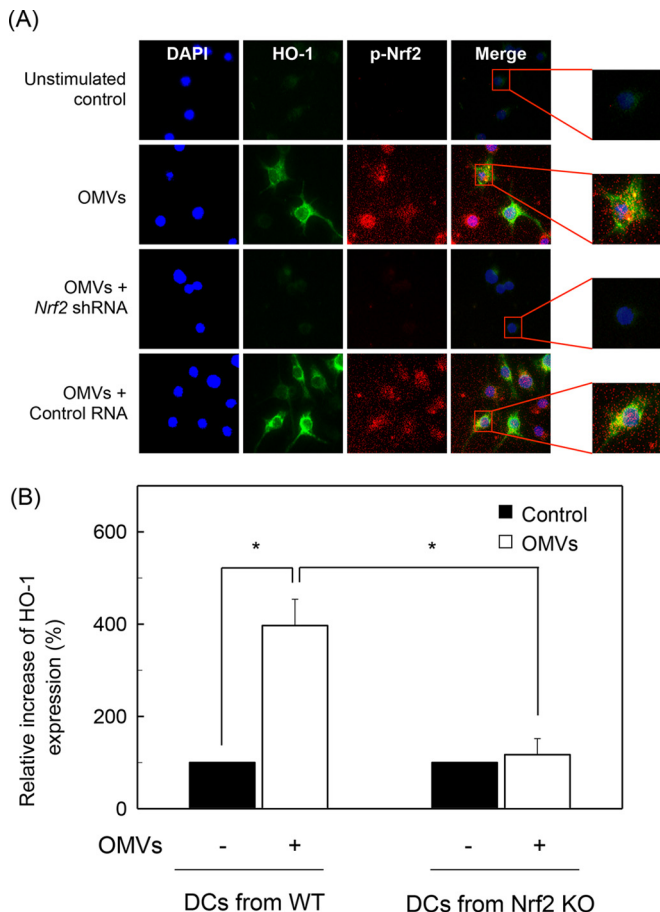 (A)
DAPI HO-1 p-Nrf2 Merge
Unstimulated
control
OMVs
OMVs +
Nrf2 shRNA
OMVs +
Control RNA
(B)
Control
OMVs
Relative increase of HO-1
expression (%)
600
400
200
0
*
*
OMVs - + - +
DCs from WT DCs from Nrf2 KO